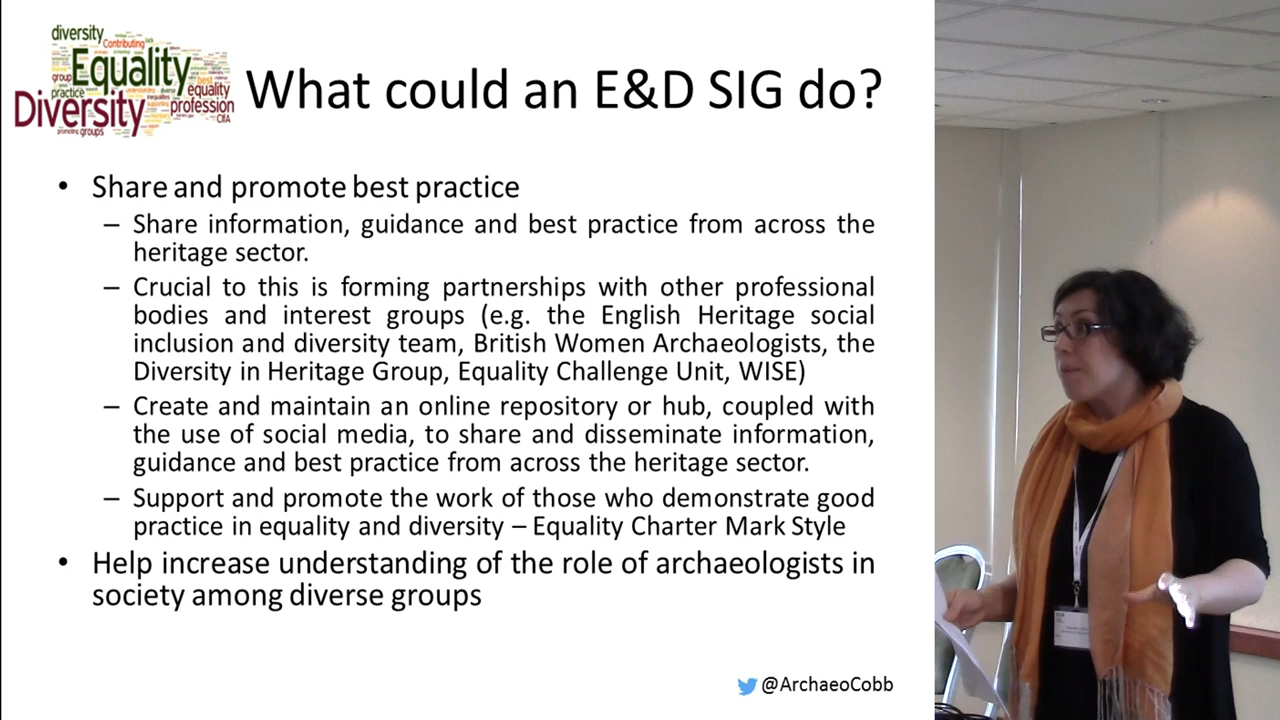 diversity
Contributing
Equality
group
practice
best
equality
Diversity
profession
CIfA
promoting groups
What could an E&D SIG do?
• Share and promote best practice
– Share information, guidance and best practice from across the
heritage sector.
– Crucial to this is forming partnerships with other professional
bodies and interest groups (e.g. the English Heritage social
inclusion and diversity team, British Women Archaeologists, the
Diversity in Heritage Group, Equality Challenge Unit, WISE)
– Create and maintain an online repository or hub, coupled with
the use of social media, to share and disseminate information,
guidance and best practice from across the heritage sector.
– Support and promote the work of those who demonstrate good
practice in equality and diversity – Equality Charter Mark Style
• Help increase understanding of the role of archaeologists in
society among diverse groups
@ArchaeoCobb